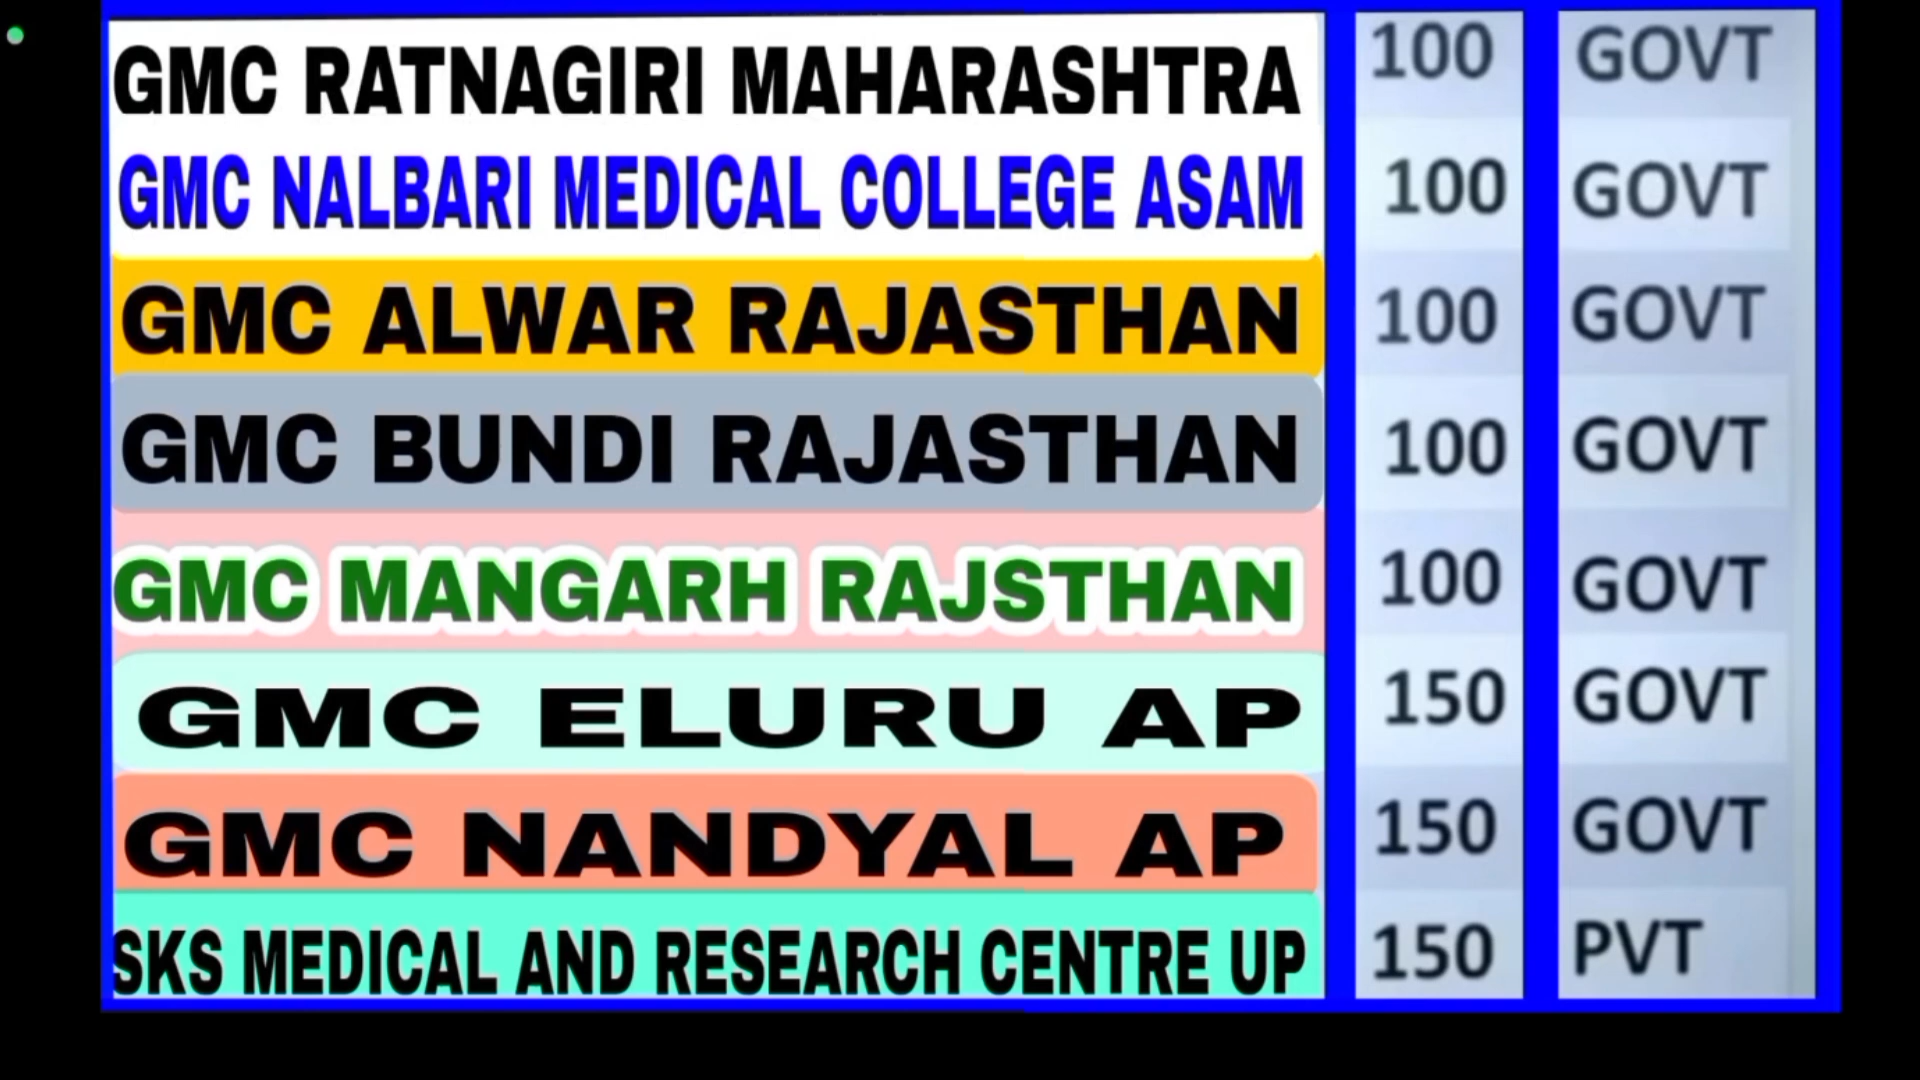 GMC RATNAGIRI MAHARASHTRA 100 GOVT
GMC NALBARI MEDICAL COLLEGE ASAM 100 GOVT
GMC ALWAR RAJASTHAN 100 GOVT
GMC BUNDI RAJASTHAN 100 GOVT
GMC MANGARH RAJSTHAN 100 GOVT
GMC ELURU AP 150 GOVT
GMC NANDYAL AP 150 GOVT
SKS MEDICAL AND RESEARCH CENTRE UP 150 PVT